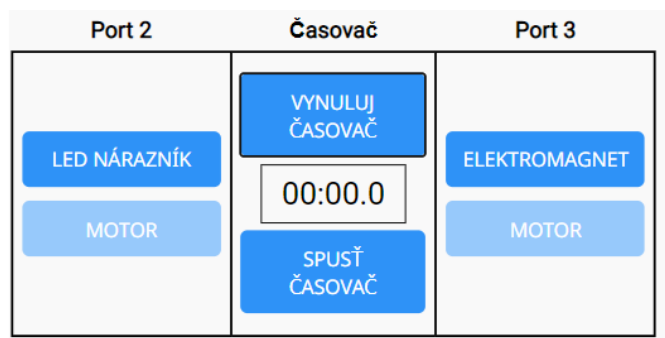 Port 2
Časovač
Port 3
LED NÁRAZNÍK
MOTOR
VYNULUJ
ČASOVAČ
00:00.0
SPUSŤ
ČASOVAČ
ELEKTROMAGNET
MOTOR